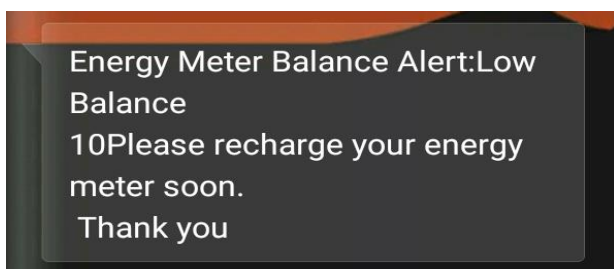 Energy Meter Balance Alert:Low
Balance
10Please recharge your energy
meter soon.
Thank you